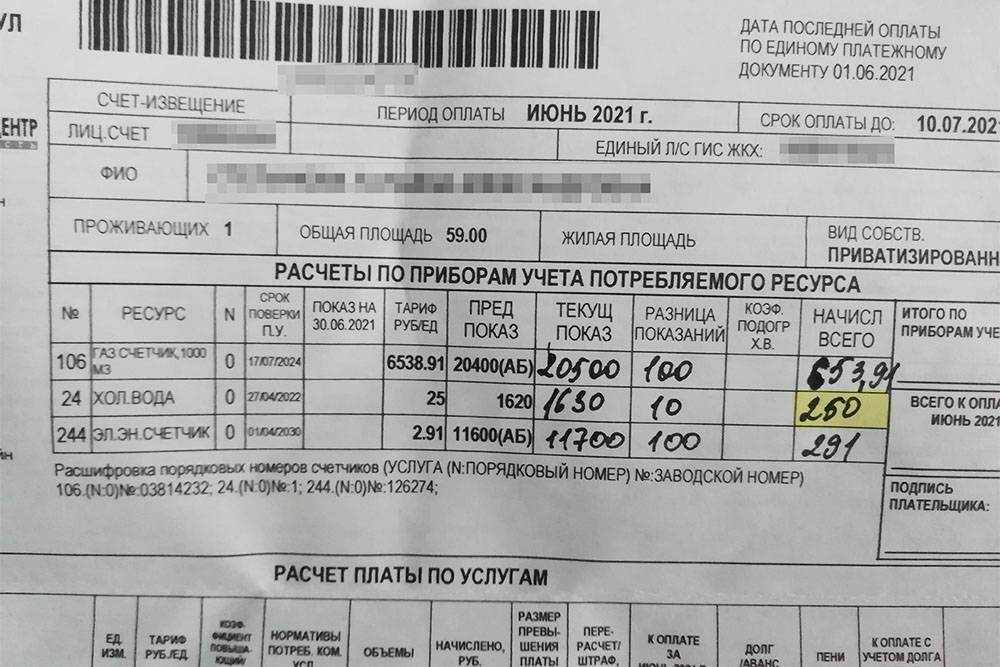 УЛ
ДАТА ПОСЛЕДНЕЙ ОПЛАТЫ
ПО ЕДИНОМУ ПЛАТЕЖНОМУ
ДОКУМЕНТУ 01.06.2021
СЧЕТ-ИЗВЕЩЕНИЕ ПЕРИОД ОПЛАТЫ ИЮНЬ 2021 г. СРОК ОПЛАТЫ ДО: 10.07.202
ЕНТР
ЛИЦ.СЧЕТ ЕДИНЫЙ Л/С ГИС ЖКХ:
ФИО
ПРОЖИВАЮЩИХ 1 ОБЩАЯ ПЛОЩАДЬ 59.00 ЖИЛАЯ ПЛОЩАДЬ ВИД СОБСТВ.
ПРИВАТИЗИРОВАНН
РАСЧЕТЫ ПО ПРИБОРАМ УЧЕТА ПОТРЕБЛЯЕМОГО РЕСУРСА
№ РЕСУРС N СРОК ПОВЕРКИ П.У. ПОКАЗ НА 30.06.2021 ТАРИФ РУБ/ЕД ПРЕД ПОКАЗ ТЕКУЩ ПОКАЗ РАЗНИЦА ПОКАЗАНИЙ КОЭФ. ПОДОГР Х.В. НАЧИСЛ ВСЕГО ИТОГО ПО ПРИБОРАМ УЧЕ
106 ГАЗ СЧЕТЧИК,1000 М3 0 17/07/2024 6538.91 20400(АБ) 20500 100 653,91
24 ХОЛ.ВОДА 0 27/04/2022 25 1620 1630 10 250 ВСЕГО К ОПЛА
ИЮНЬ 2021
244 ЭЛ.ЭН.СЧЕТЧИК 0 01/04/2030 2.91 11600(АБ) 11700 100 291
Расшифровка порядковых номеров счетчиков (УСЛУГА (N:ПОРЯДКОВЫЙ НОМЕР) №:ЗАВОДСКОЙ НОМЕР)
106.(N:0)№:03814232; 24.(N:0)№:1; 244.(N:0)№:126274;
ПОДПИСЬ
ПЛАТЕЛЬЩИКА:
РАСЧЕТ ПЛАТЫ ПО УСЛУГАМ
ЕД. ИЗМ. ТАРИФ РУБ./ЕД. КОЭФ-ФИЦИЕНТ ПОВЫША-ЮЩИЙ/ НОРМАТИВЫ ПОТРЕБ. КОМ. УСЛ. ОБЪЕМЫ НАЧИСЛЕНО, РУБ. РАЗМЕР ПРЕВЫ-ШЕНИЯ ПЛАТЫ ПЕРЕ-РАСЧЕТ/ ШТРАФ, К ОПЛАТЕ ЗА ДОЛГ /АВАНС ПЕНИ К ОПЛАТЕ С УЧЕТОМ ДОЛГА